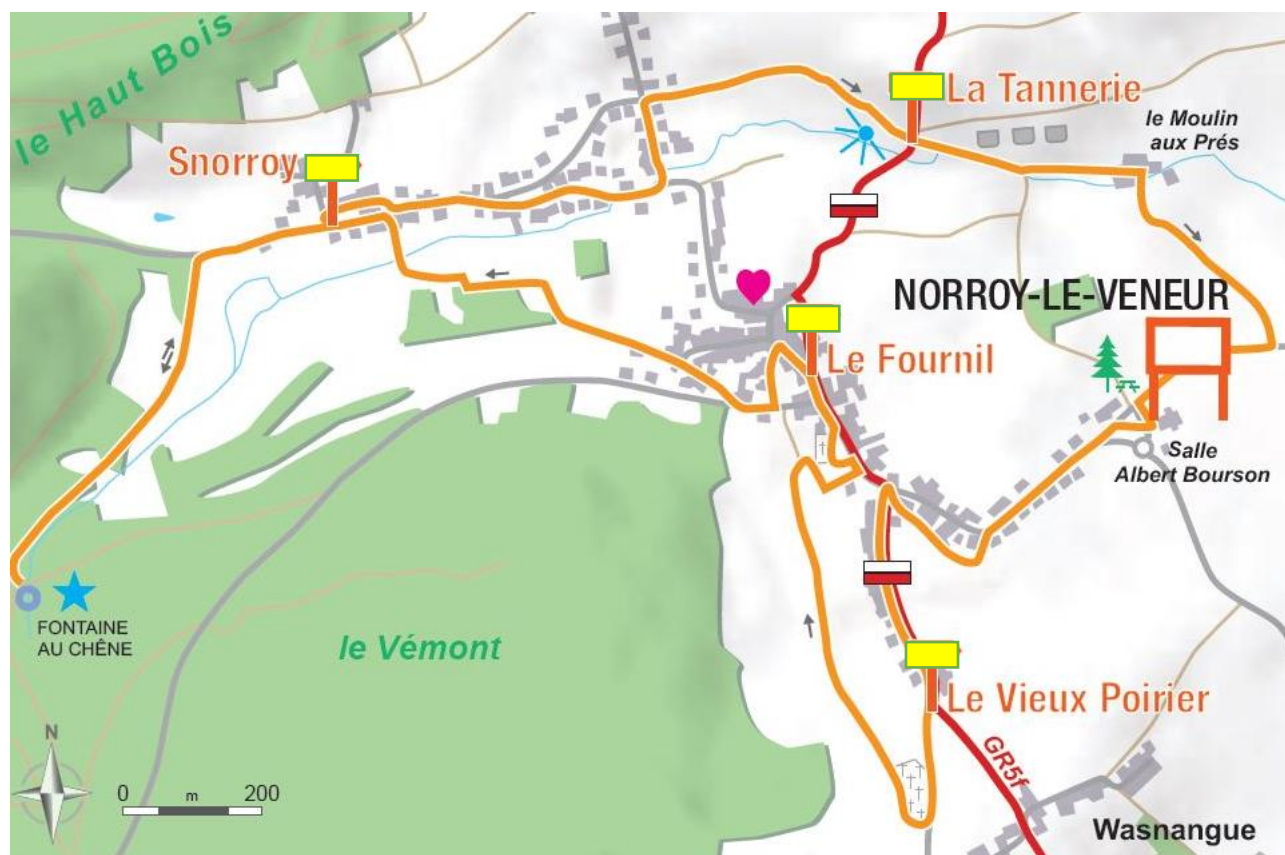 le Haut Bois
La Tannerie
le Moulin
aux Prés
Snorroy
NORROY-LE-VENEUR
Le Fournil
Salle
Albert Bourson
FONTAINE
AU CHÊNE
le Vémont
Le Vieux Poirier
GR5f
N
0 m 200
Wasnangue